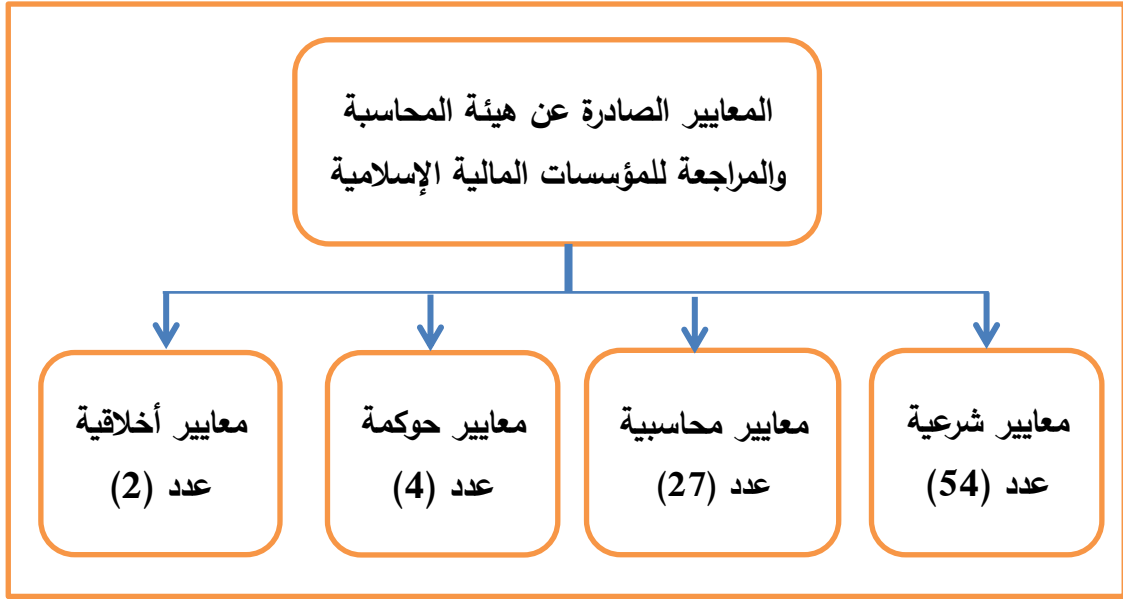 المعايير الصادرة عن هيئة المحاسبة
والمراجعة للمؤسسات المالية الإسلامية
معايير شرعية
عدد (54)
معايير محاسبية
عدد (27)
معايير حوكمة
عدد (4)
معايير أخلاقية
عدد (2)